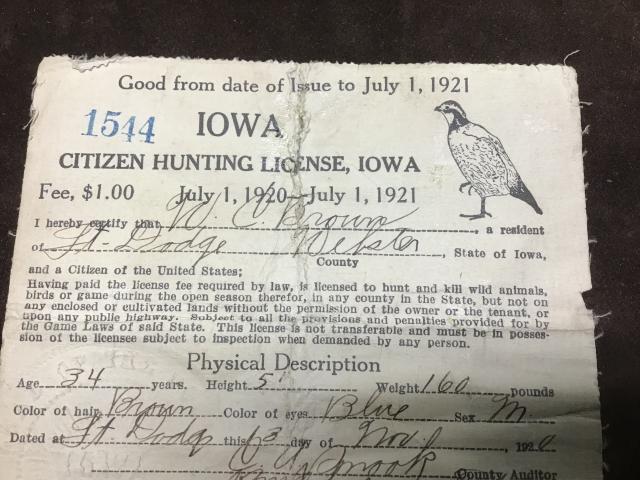 Good from date of Issue to July 1, 1921
1544 IOWA
CITIZEN HUNTING LICENSE, IOWA
Fee, $1.00 July 1, 1920—July 1, 1921
I hereby certify that W. C. Brown, a resident
of Ft. Dodge Webster, State of Iowa,
County
and a Citizen of the United States;
Having paid the license fee required by law, is licensed to hunt and kill wild animals,
birds or game during the open season therefor, in any county in the State, but not on
any enclosed or cultivated lands without the permission of the owner or the tenant, or
upon any public highway. Subject to all the provisions and penalties provided for by
the Game Laws of said State. This license is not transferable and must be in posses-
sion of the licensee subject to inspection when demanded by any person.
Physical Description
Age 34 years. Height 5 Weight 160 pounds
Color of hair Brown Color of eyes Blue Sex M.
Dated at Ft Dodge this day of Nov, 1920
County Auditor